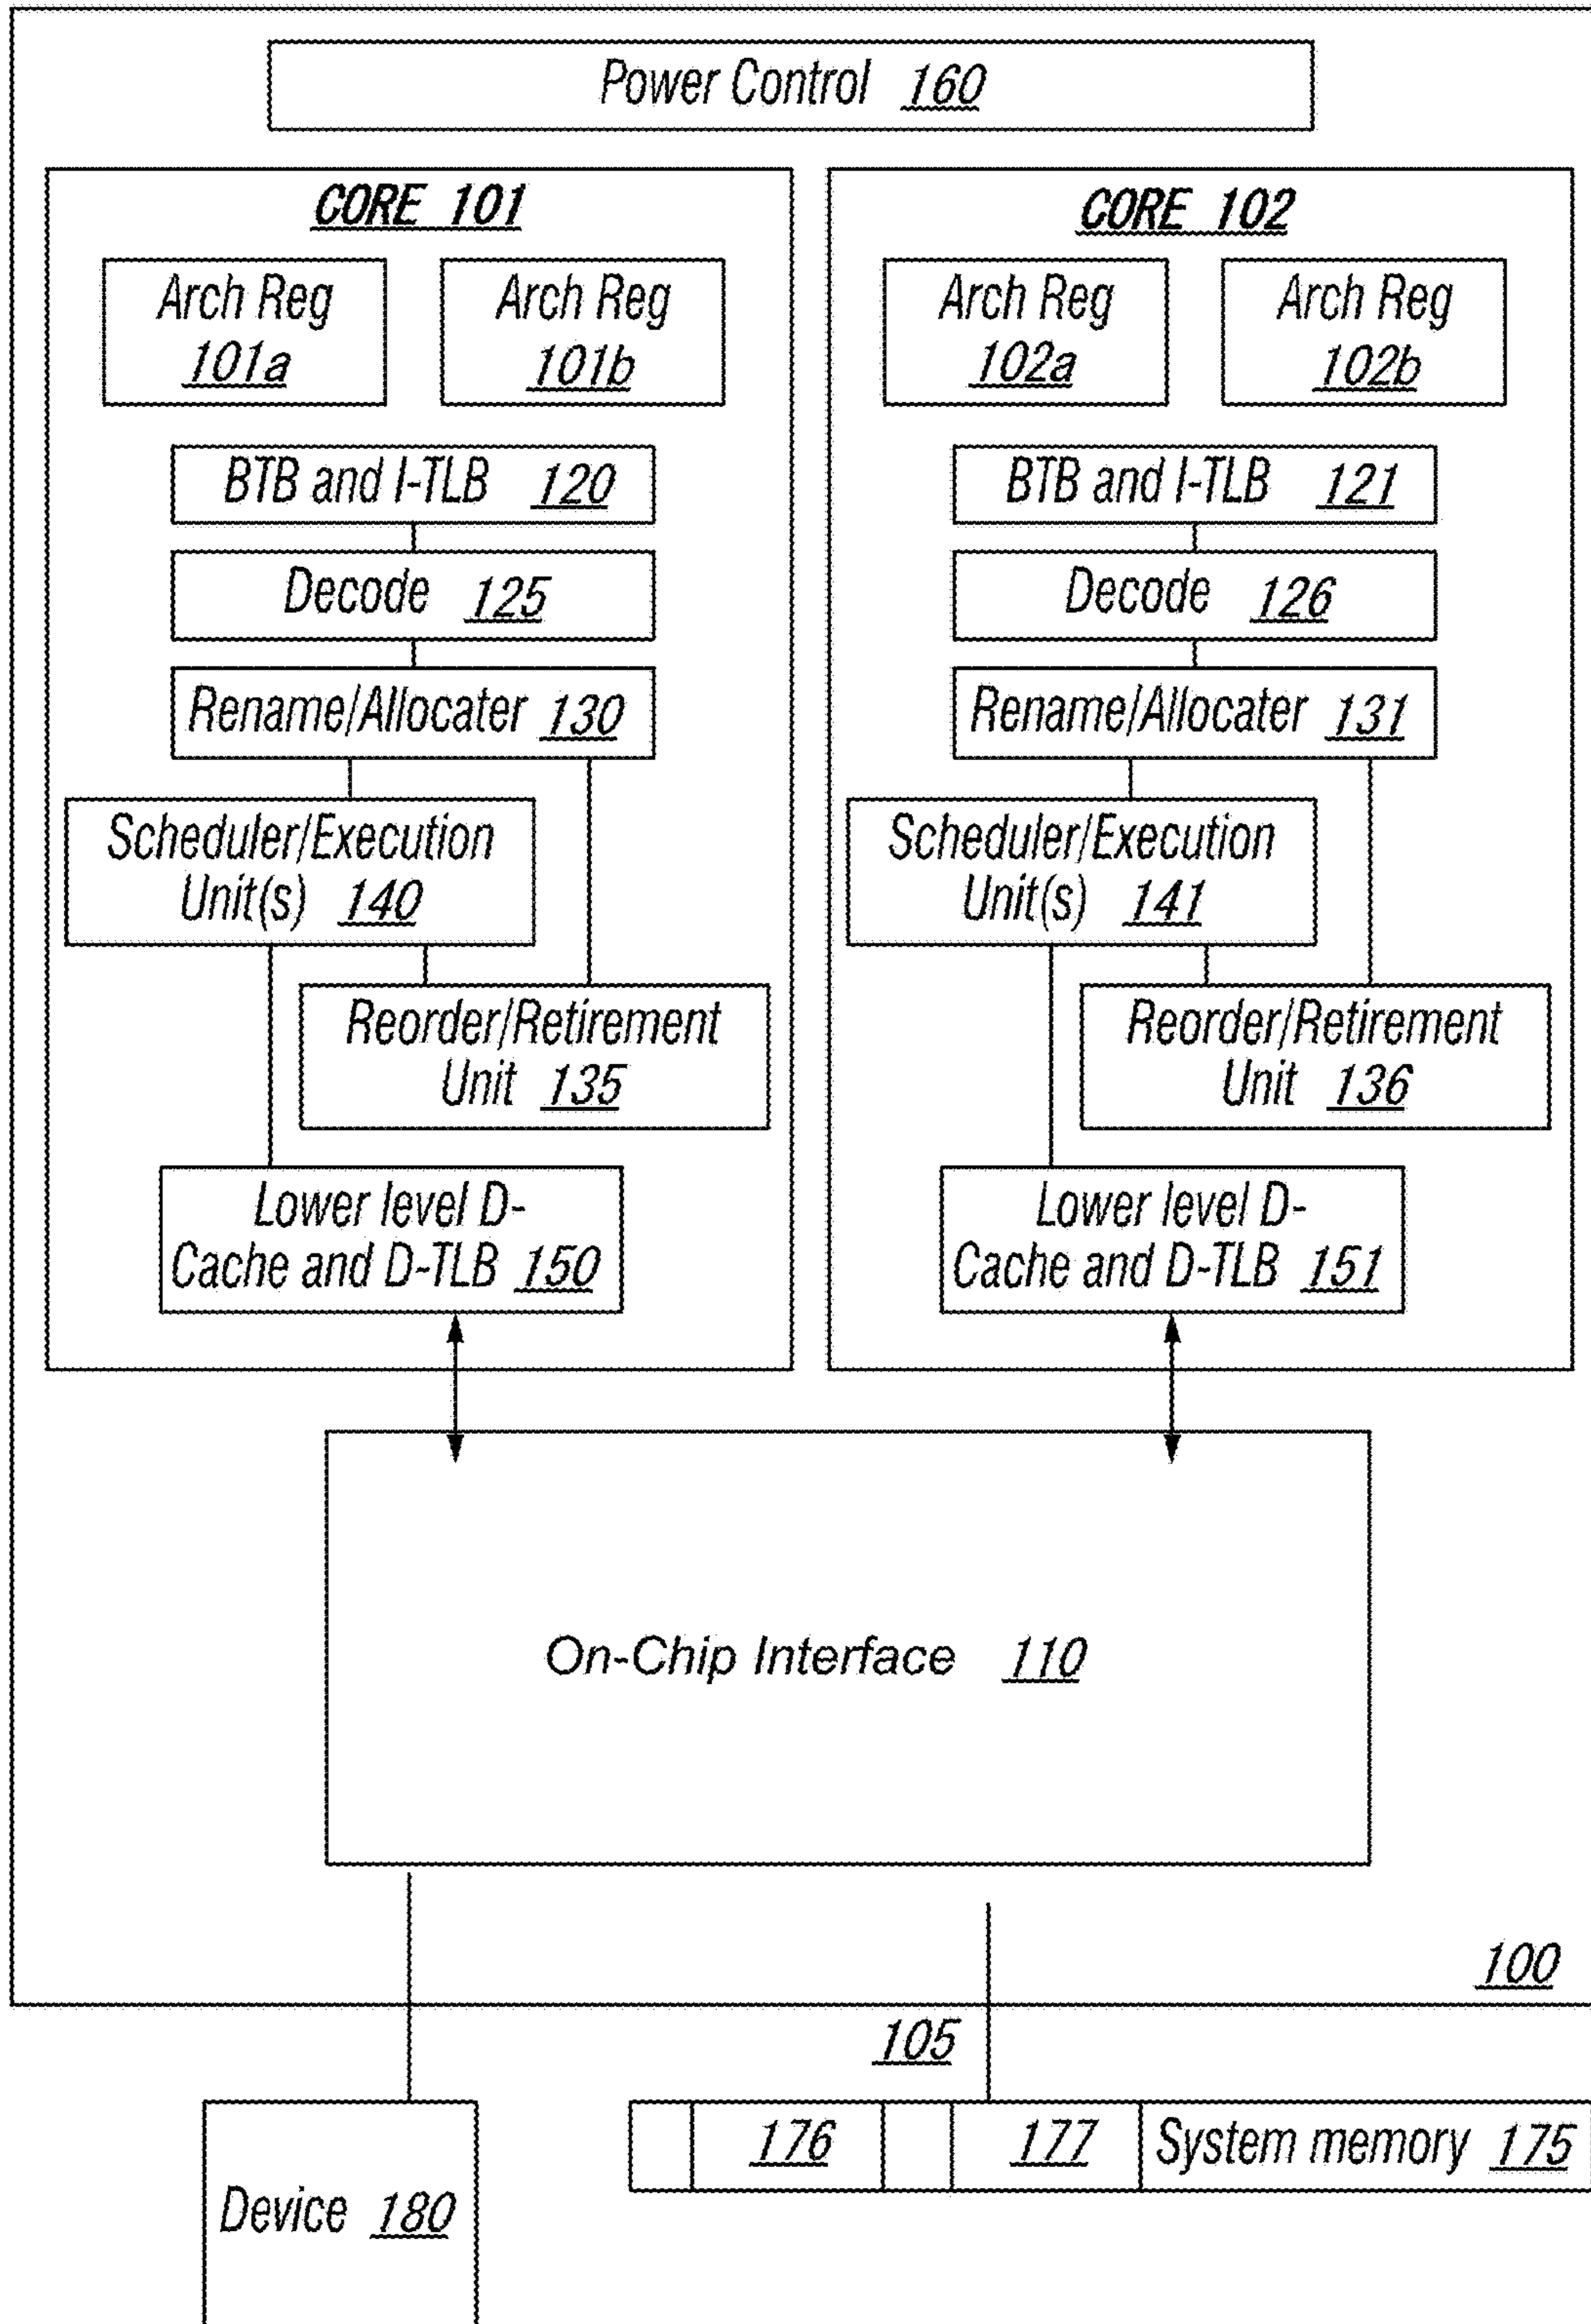 Power Control 160
CORE 101
Arch Reg
101a
Arch Reg
101b
BTB and I-TLB 120
Decode 125
Rename/Allocater 130
Scheduler/Execution
Unit(s) 140
Reorder/Retirement
Unit 135
Lower level D-
Cache and D-TLB 150
CORE 102
Arch Reg
102a
Arch Reg
102b
BTB and I-TLB 121
Decode 126
Rename/Allocater 131
Scheduler/Execution
Unit(s) 141
Reorder/Retirement
Unit 136
Lower level D-
Cache and D-TLB 151
On-Chip Interface 110
100
105
176
177
System memory 175
Device 180